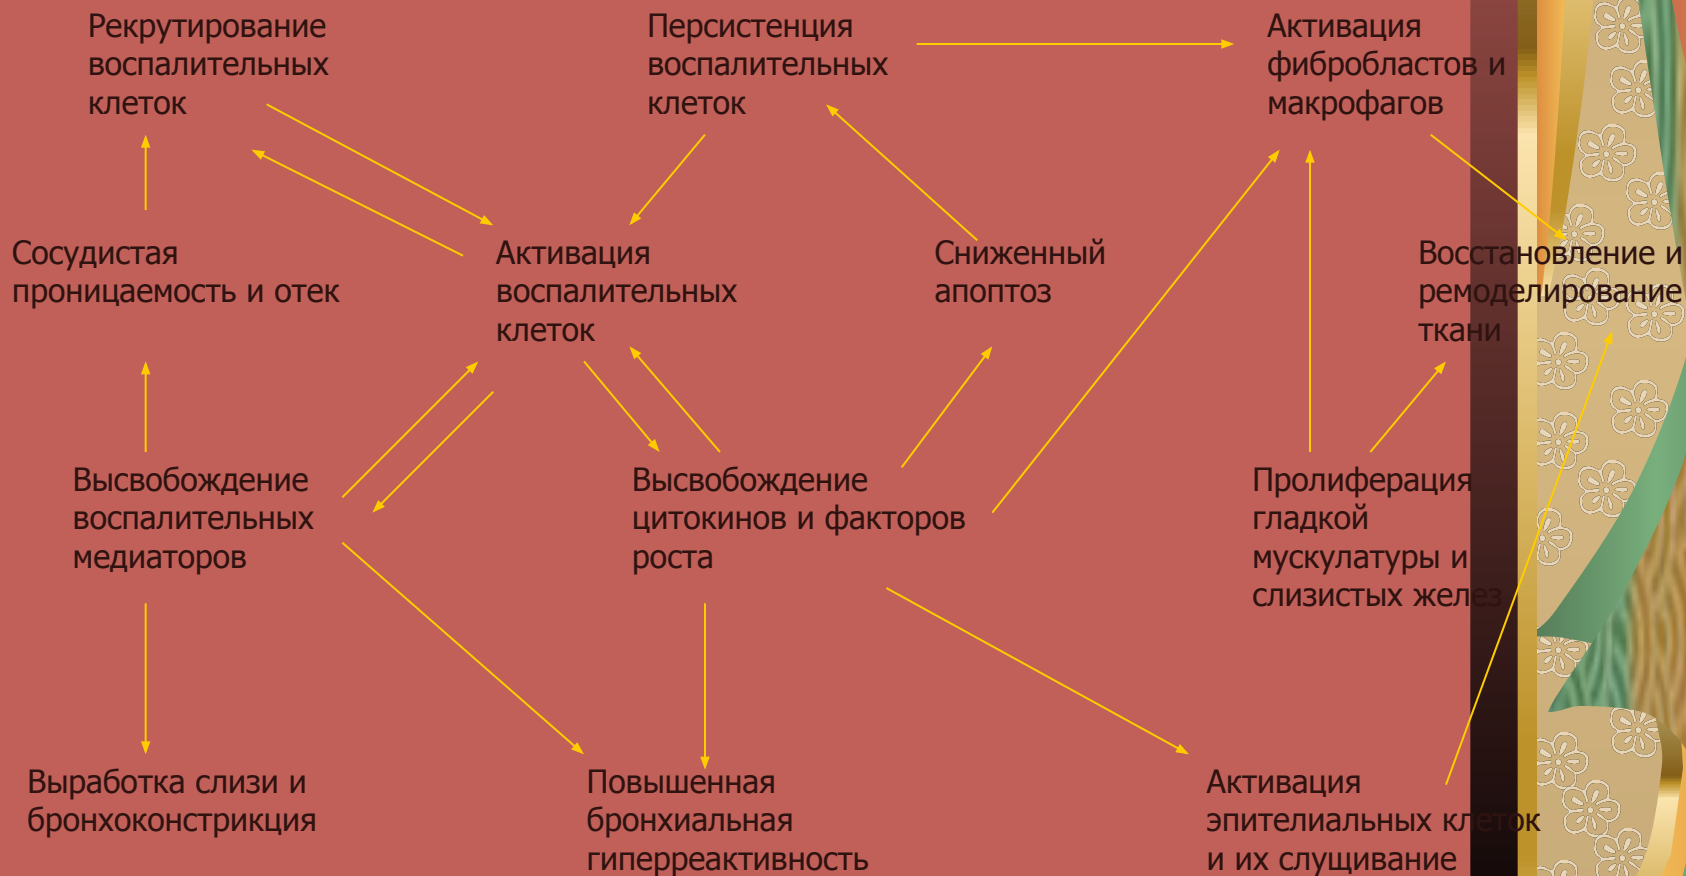 Рекрутирование
воспалительных
клеток
Персистенция
воспалительных
клеток
Активация
фибробластов и
макрофагов
Сосудистая
проницаемость и отек
Активация
воспалительных
клеток
Сниженный
апоптоз
Восстановление и
ремоделирование
ткани
Высвобождение
воспалительных
медиаторов
Высвобождение
цитокинов и факторов
роста
Пролиферация
гладкой
мускулатуры и
слизистых желез
Выработка слизи и
бронхоконстрикция
Повышенная
бронхиальная
гиперреактивность
Активация
эпителиальных клеток
и их слущивание